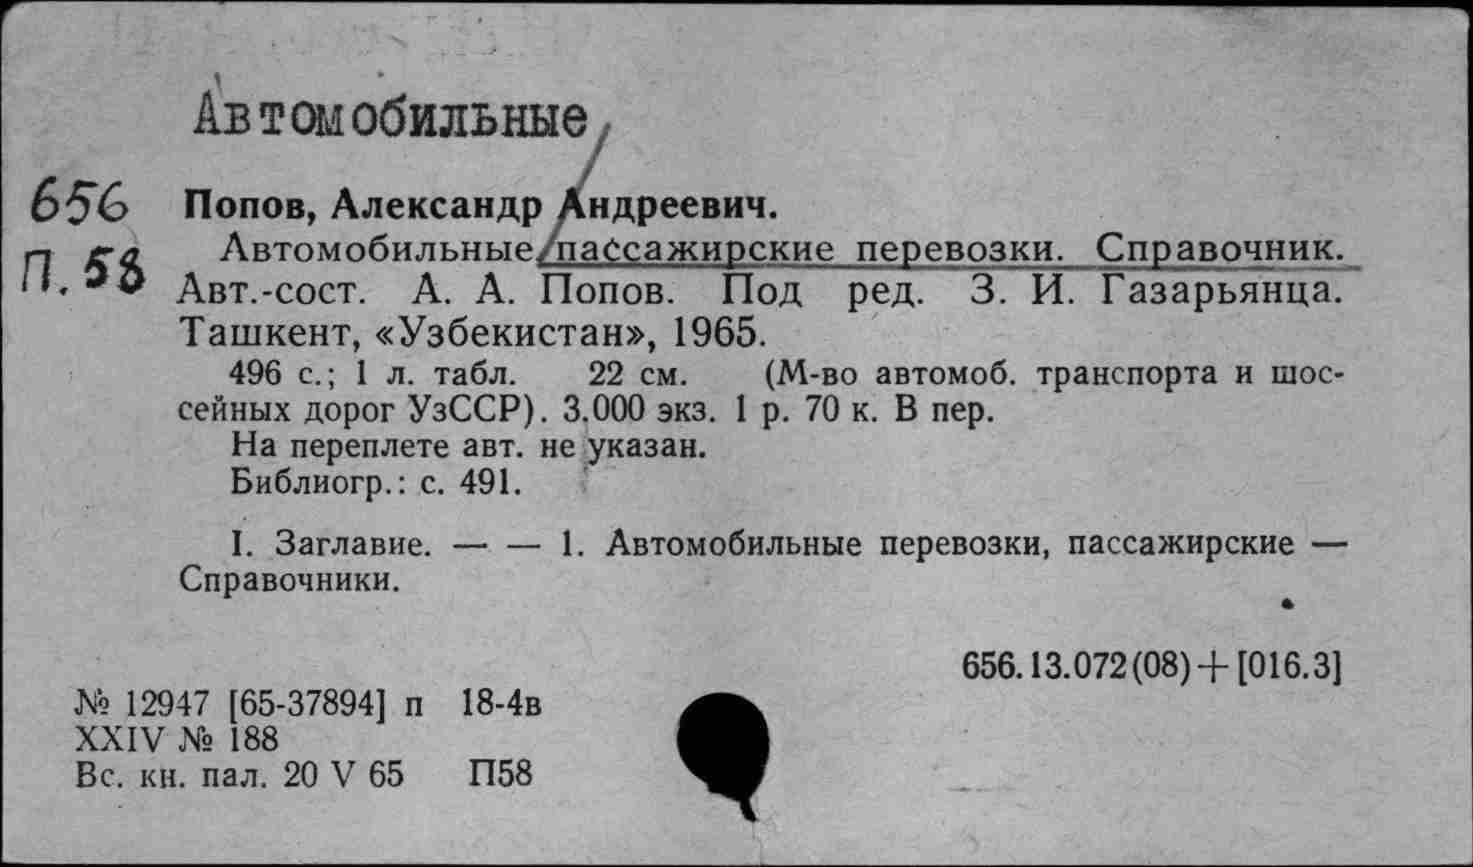 Автомобильные/
656
П.58
Попов, Александр Андреевич.
Автомобильные/пассажирские перевозки. Справочник.
Авт.-сост. А. А. Попов. Под ред. З. И. Газарьянца.
Ташкент, «Узбекистан», 1965.
496 с.; 1 л. табл. 22 см. (М-во автомоб. транспорта и шос-
сейных дорог УзССР). 3.000 экз. 1 р. 70 к. В пер.
На переплете авт. не указан.
Библиогр.: с. 491.
I. Заглавие. — — 1. Автомобильные перевозки, пассажирские —
Справочники.
656.13.072(08)+[016.3]
№ 12947 [65-37894] п 18-4в
XXIV № 188
Вс. кн. пал. 20 V 65 П58